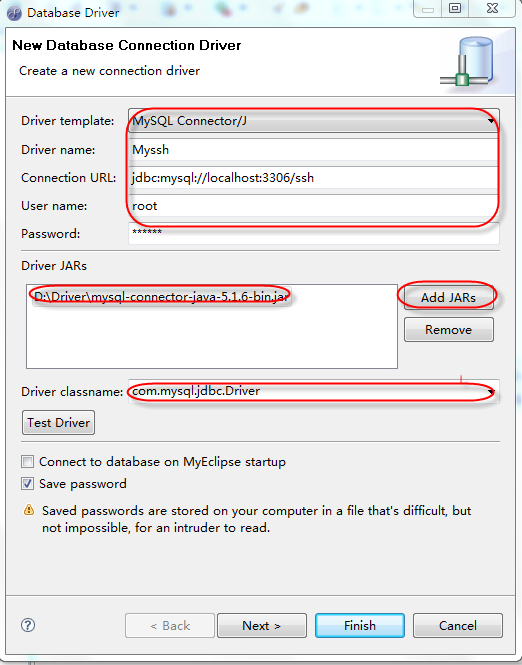 Database Driver
New Database Connection Driver
Create a new connection driver
Driver template: MySQL Connector/J
Driver name: Myssh
Connection URL: jdbc:mysql://localhost:3306/ssh
User name: root
Password: ******
Driver JARs
D:\Driver\mysql-connector-java-5.1.6-bin.jar
Add JARs
Remove
Driver classname: com.mysql.jdbc.Driver
Test Driver
Connect to database on MyEclipse startup
Save password
Saved passwords are stored on your computer in a file that's difficult, but
not impossible, for an intruder to read.
< Back Next > Finish Cancel